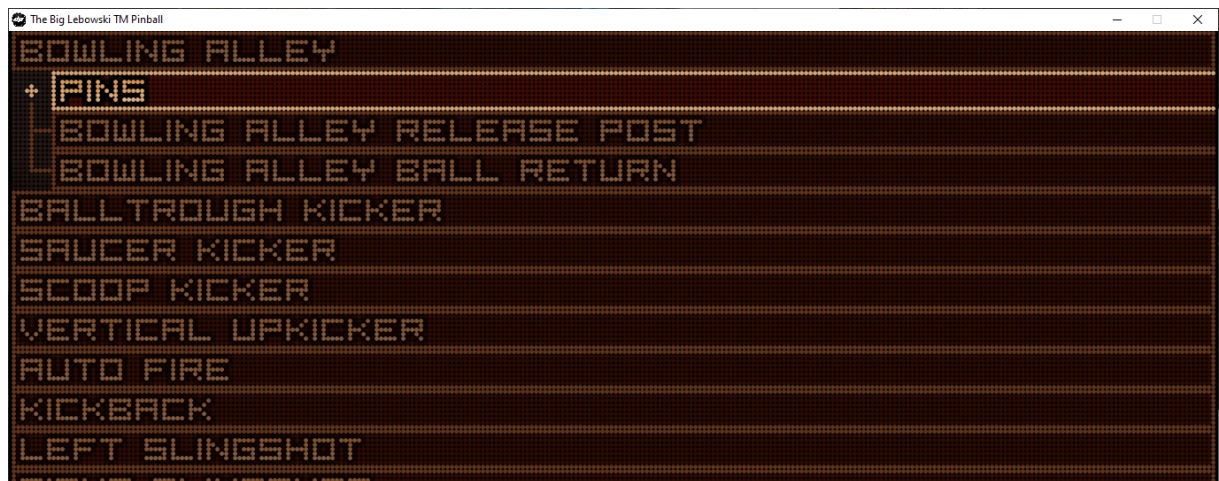 The Big Lebowski TM Pinball
BOWLING ALLEY
PINS
BOWLING ALLEY RELEASE POST
BOWLING ALLEY BALL RETURN
BALLTROUGH KICKER
SAUCER KICKER
SCOOP KICKER
VERTICAL UPKICKER
AUTO FIRE
KICKBACK
LEFT SLINGSHOT